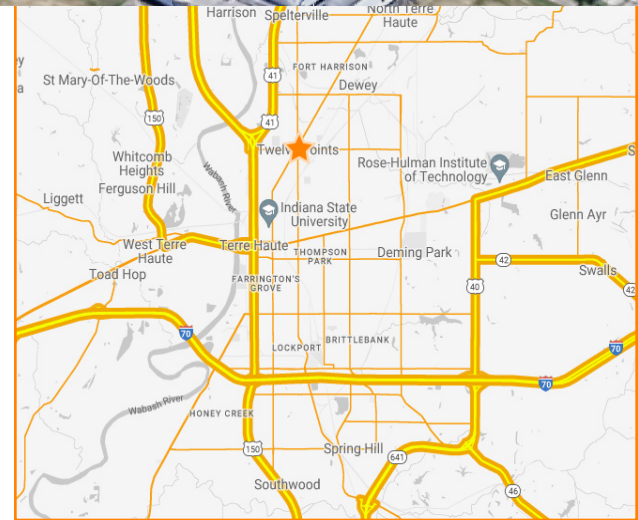 Harrison
Spelterville
North Terre
Haute
41
FORT HARRISON
St Mary-Of-The-Woods
Dewey
150
41
Twelve Points
Whitcomb
Heights
Rose-Hulman Institute
of Technology
East Glenn
Ferguson Hill
Wabash River
Liggett
Indiana State
University
Glenn Ayr
West Terre
Haute
Terre Haute
THOMPSON
PARK
Deming Park
42
Toad Hop
Swalls
FARRINGTON'S
GROVE
40
42
70
LOCKPORT
BRITTLEBANK
70
70
Wabash River
HONEY CREEK
150
Spring Hill
641
Southwood
46